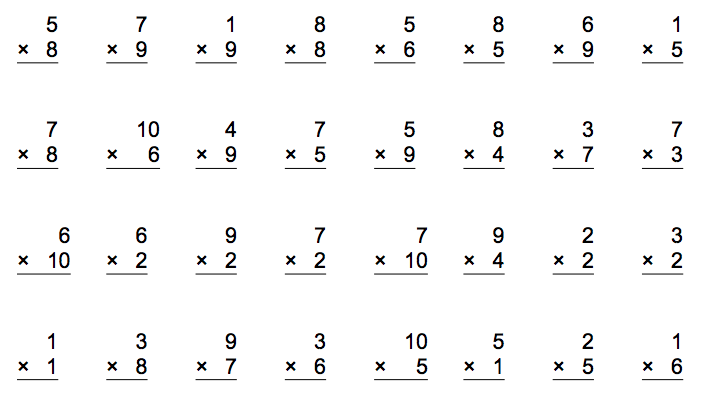 5 7 1 8 5 8 6 1
× 8 × 9 × 9 × 8 × 6 × 5 × 9 × 5
7 10 4 7 5 8 3 7
× 8 × 6 × 9 × 5 × 9 × 4 × 7 × 3
6 6 9 7 7 9 2 3
× 10 × 2 × 2 × 2 × 10 × 4 × 2 × 2
1 3 9 3 10 5 2 1
× 1 × 8 × 7 × 6 × 5 × 1 × 5 × 6